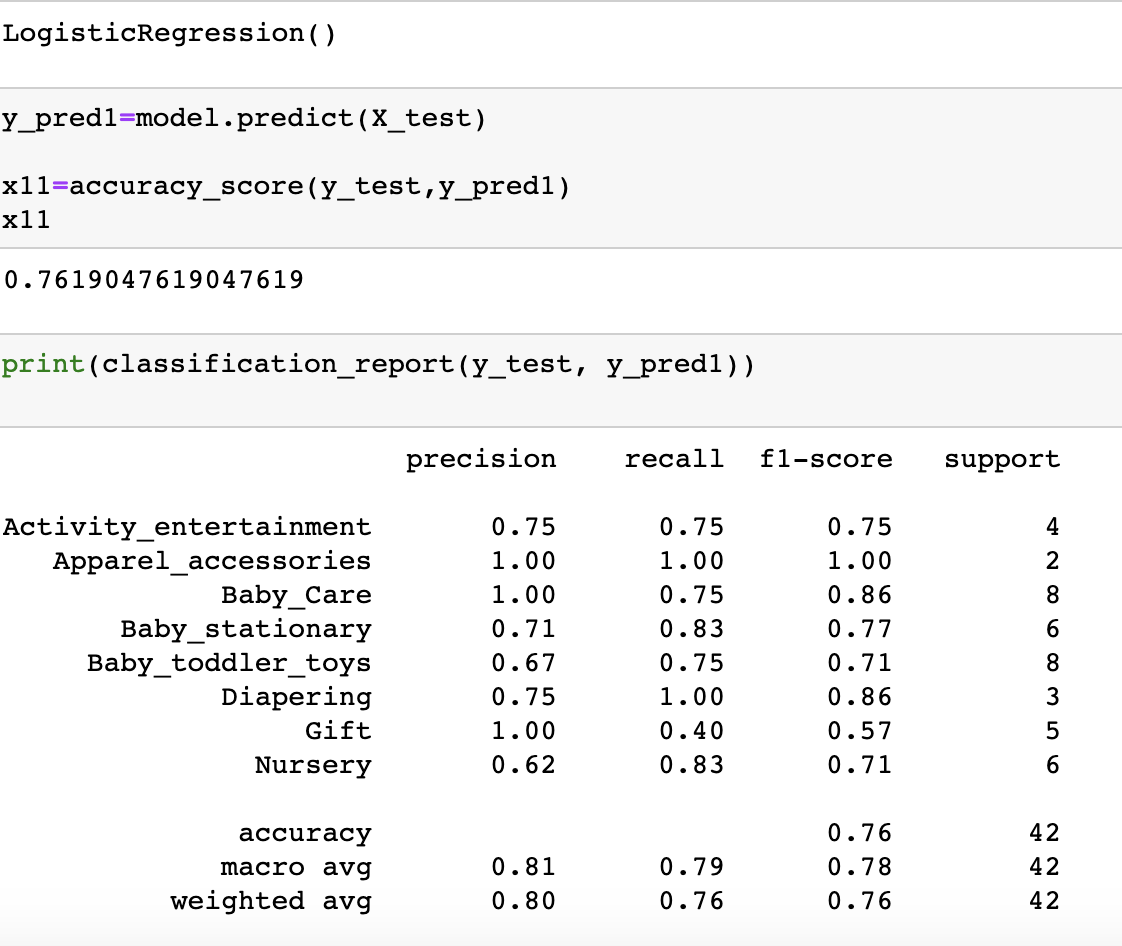 LogisticRegression()
y_pred1=model.predict(X_test)
x11=accuracy_score(y_test,y_pred1)
x11
0.7619047619047619
print(classification_report(y_test, y_pred1))
precision recall f1-score support
Activity_entertainment 0.75 0.75 0.75 4
Apparel_accessories 1.00 1.00 1.00 2
Baby_Care 1.00 0.75 0.86 8
Baby_stationary 0.71 0.83 0.77 6
Baby_toddler_toys 0.67 0.75 0.71 8
Diapering 0.75 1.00 0.86 3
Gift 1.00 0.40 0.57 5
Nursery 0.62 0.83 0.71 6
accuracy 0.76 42
macro avg 0.81 0.79 0.78 42
weighted avg 0.80 0.76 0.76 42